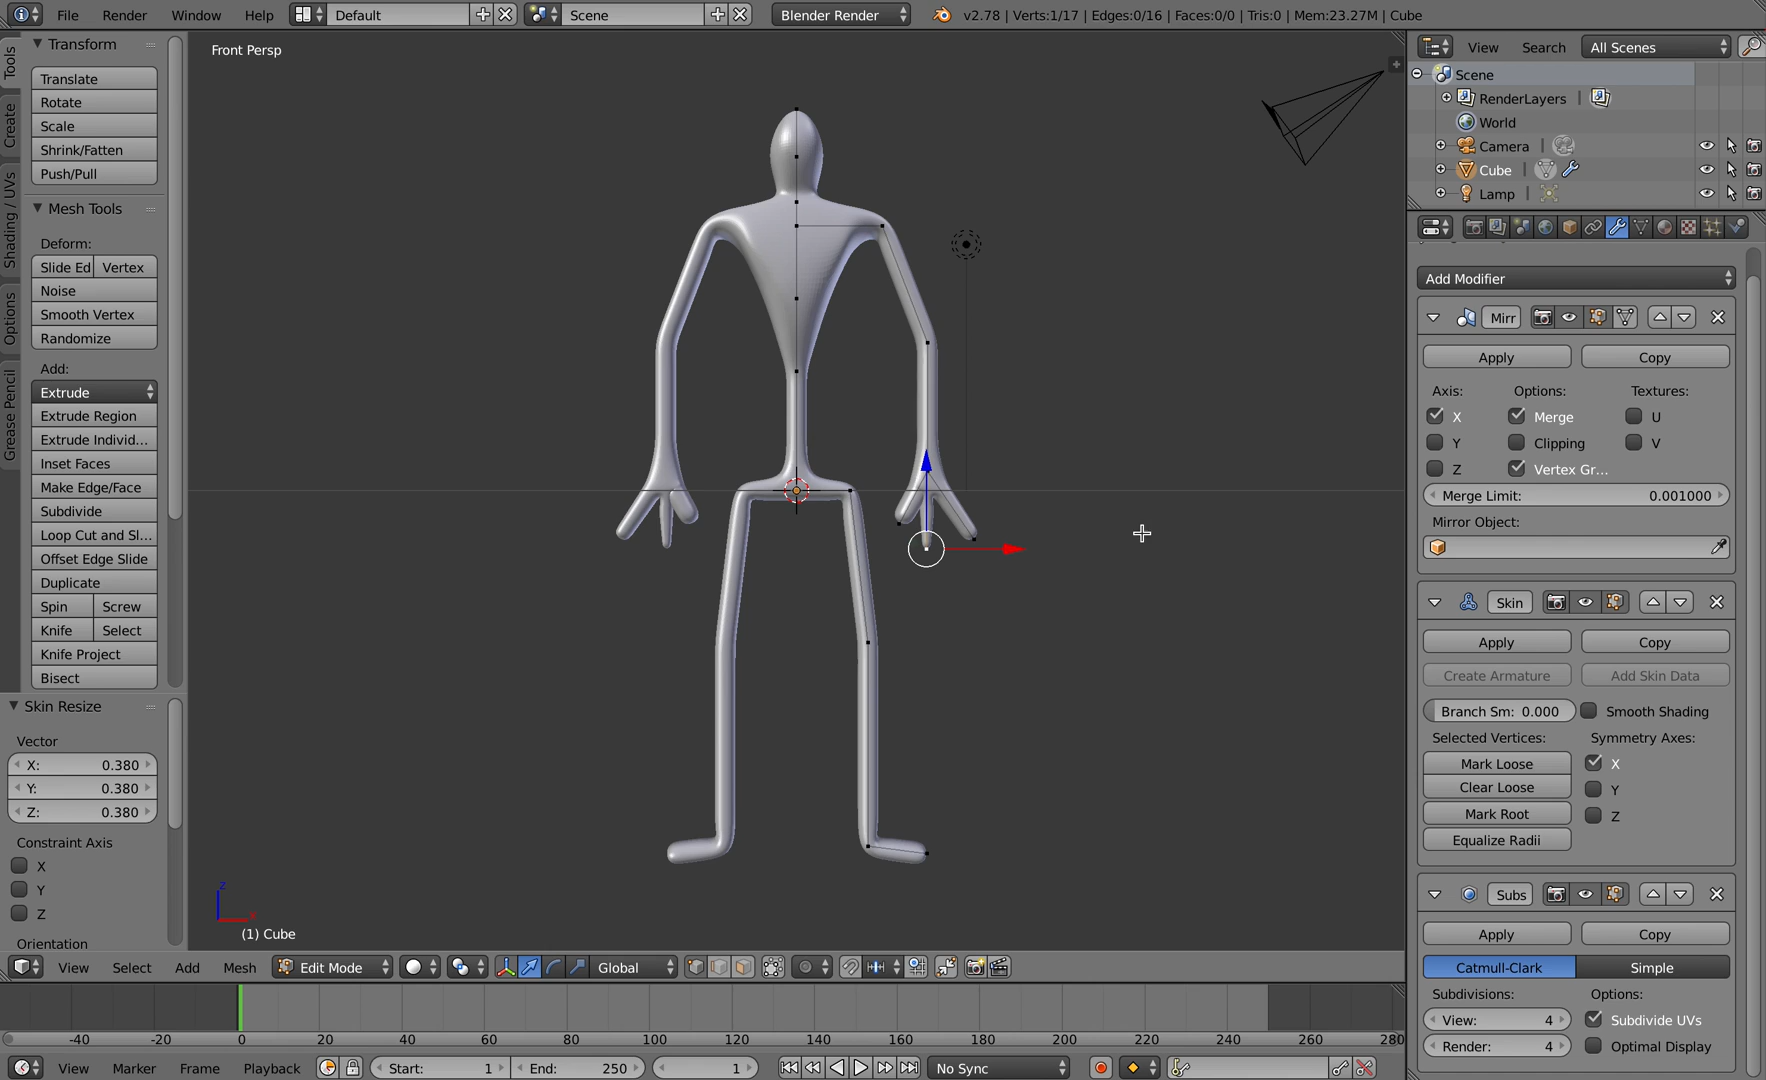 File Render Window Help Default Scene Blender Render v2.78 | Verts:1/17 | Edges:0/16 | Faces:0/0 | Tris:0 | Mem:23.27M | Cube
Tools
Create
Shading / UVs
Options
Grease Pencil
Transform
Translate
Rotate
Scale
Shrink/Fatten
Push/Pull
Mesh Tools
Deform:
Slide Ed Vertex
Noise
Smooth Vertex
Randomize
Add:
Extrude
Extrude Region
Extrude Individ...
Inset Faces
Make Edge/Face
Subdivide
Loop Cut and Sl...
Offset Edge Slide
Duplicate
Spin Screw
Knife Select
Knife Project
Bisect
Skin Resize
Vector
X: 0.380
Y: 0.380
Z: 0.380
Constraint Axis
X
Y
Z
Orientation
Front Persp
z
x
(1) Cube
View Select Add Mesh Edit Mode Global
-40 -20 0 20 40 60 80 100 120 140 160 180 200 220 240 260 280
View Marker Frame Playback Start: 1 End: 250 1 No Sync
View Search All Scenes
Scene
RenderLayers
World
Camera
Cube
Lamp
Add Modifier
Mirr
Apply Copy
Axis: Options: Textures:
X Merge U
Y Clipping V
Z Vertex Gr...
Merge Limit: 0.001000
Mirror Object:
Skin
Apply Copy
Create Armature Add Skin Data
Branch Sm: 0.000 Smooth Shading
Selected Vertices: Symmetry Axes:
Mark Loose X
Clear Loose Y
Mark Root Z
Equalize Radii
Subs
Apply Copy
Catmull-Clark Simple
Subdivisions: Options:
View: 4 Subdivide UVs
Render: 4 Optimal Display